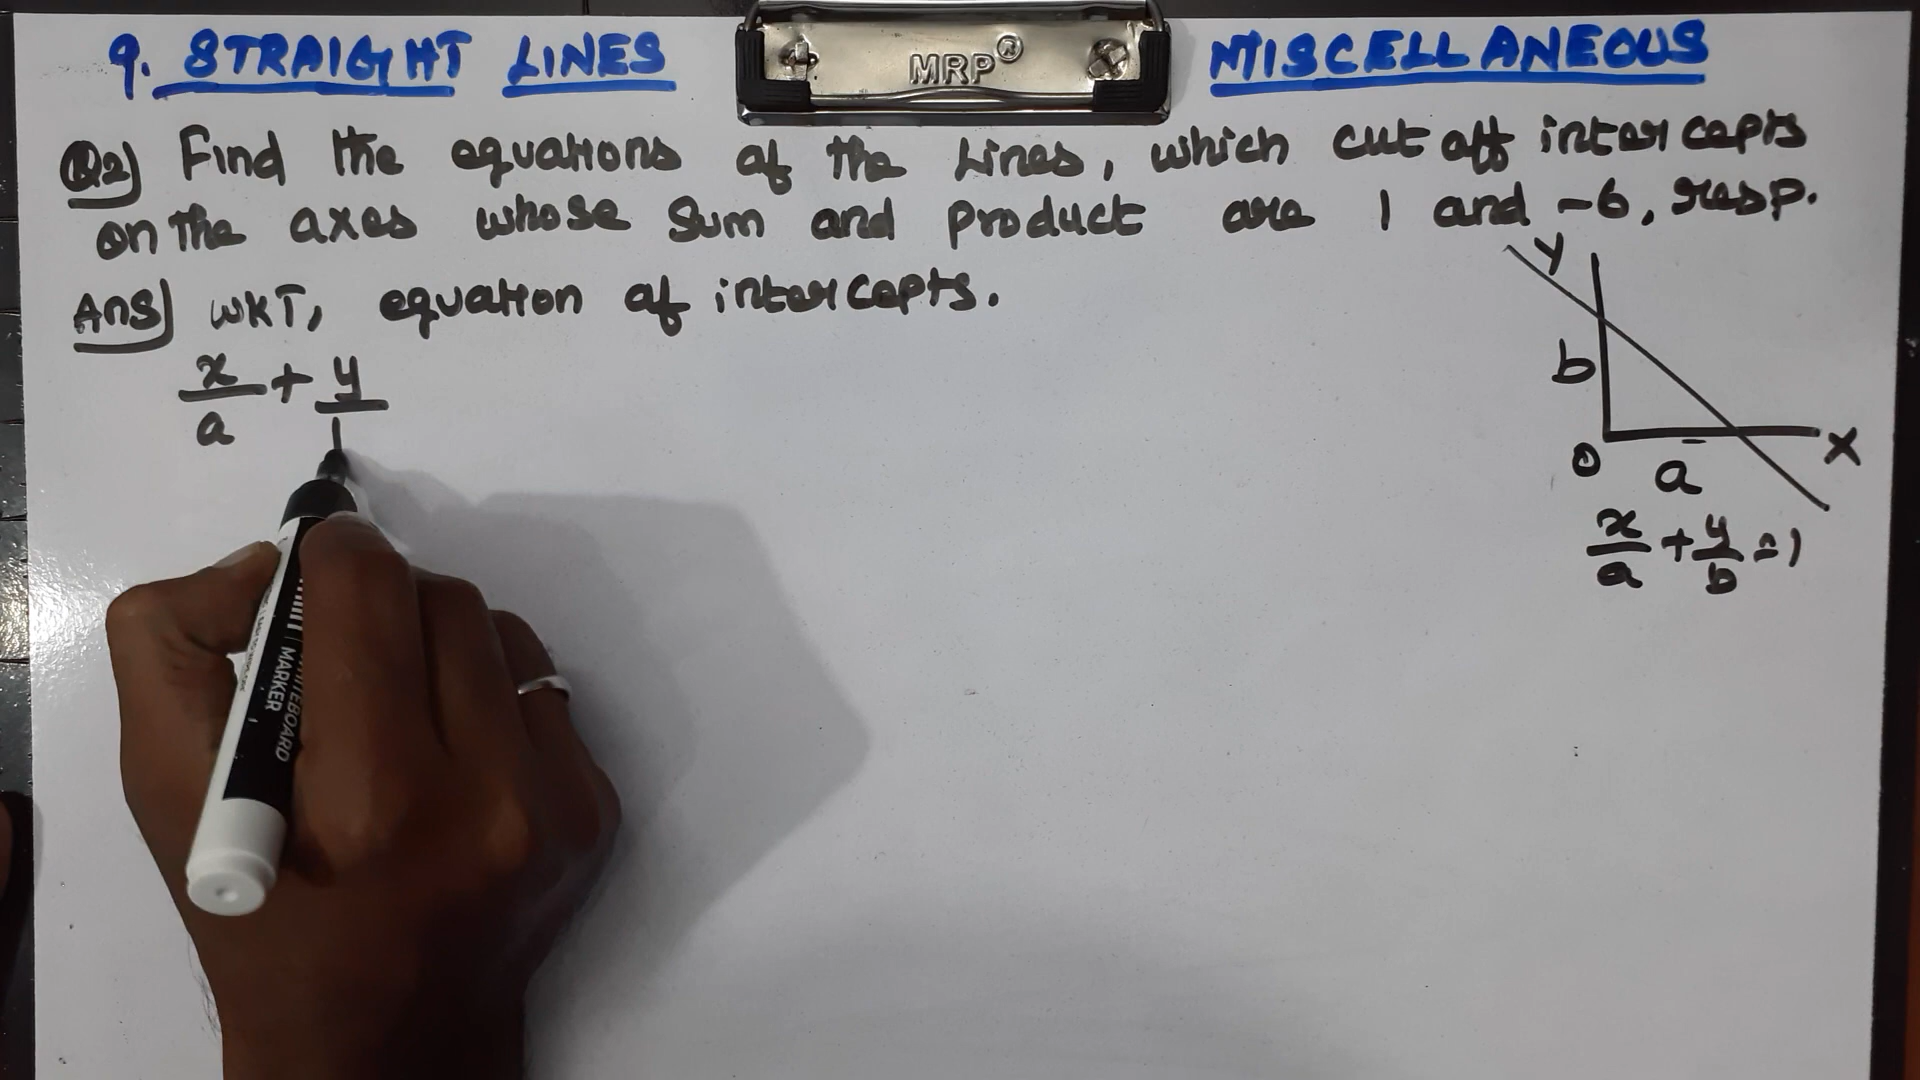 9. STRAIGHT LINES
MRP®
MISCELLANEOUS
Q2) Find the equations of the Lines, which cut off intercepts
on the axes whose sum and product are 1 and -6, resp.
Ans) WKT, equation of intercepts.
x/a + y/
Y
b
O
a
X
x/a + y/b = 1
WHITEBOARD
MARKER